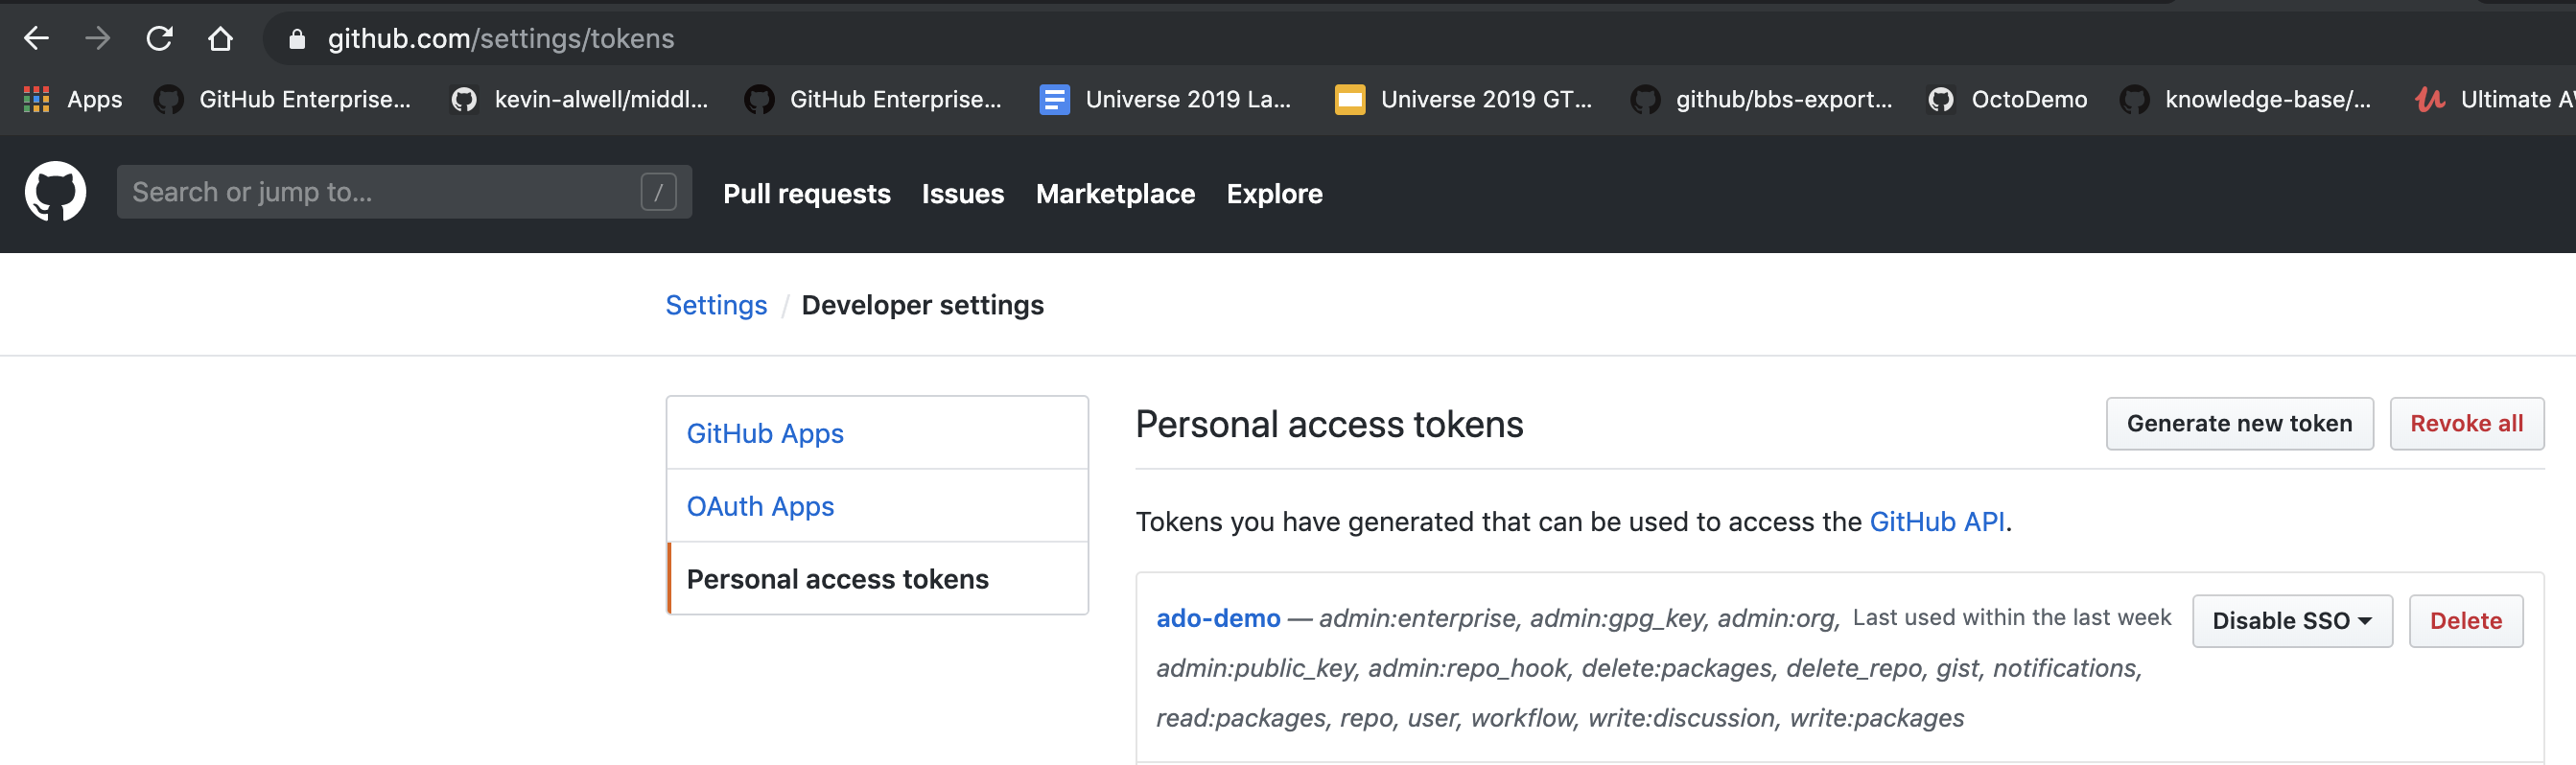 github.com/settings/tokens
Apps GitHub Enterprise... kevin-alwell/middl... GitHub Enterprise... Universe 2019 La... Universe 2019 GT... github/bbs-export... OctoDemo knowledge-base/... Ultimate
Search or jump to... / Pull requests Issues Marketplace Explore
Settings / Developer settings
GitHub Apps
OAuth Apps
Personal access tokens
Personal access tokens Generate new token Revoke all
Tokens you have generated that can be used to access the GitHub API.
ado-demo — admin:enterprise, admin:gpg_key, admin:org, Last used within the last week Disable SSO Delete
admin:public_key, admin:repo_hook, delete:packages, delete_repo, gist, notifications,
read:packages, repo, user, workflow, write:discussion, write:packages